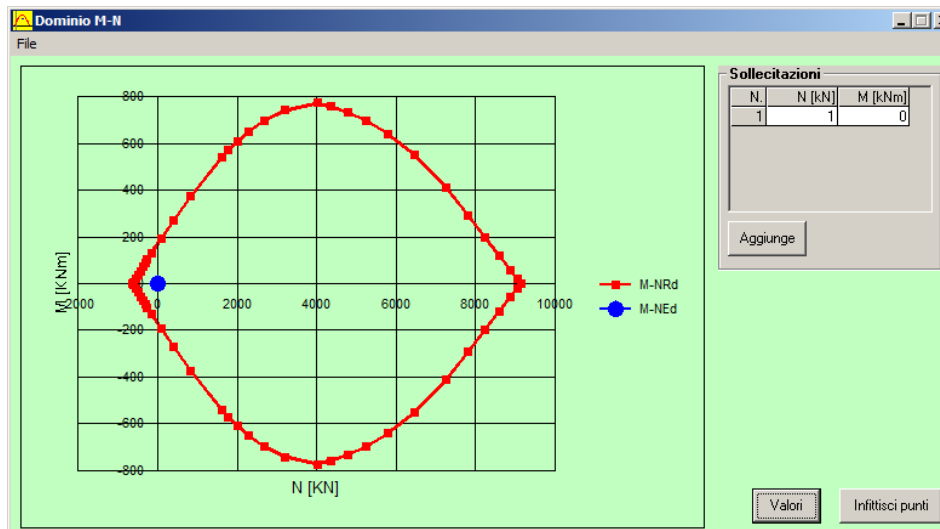 Dominio M-N
File
800
600
400
200
0
-200
-400
-600
-800
M [KNm]
-2000
0
2000
4000
6000
8000
10000
N [KN]
M-NRd
M-NEd
Sollecitazioni
N. N [kN] M [kNm]
1 1 0
Aggiunge
Valori
Infittisci punti